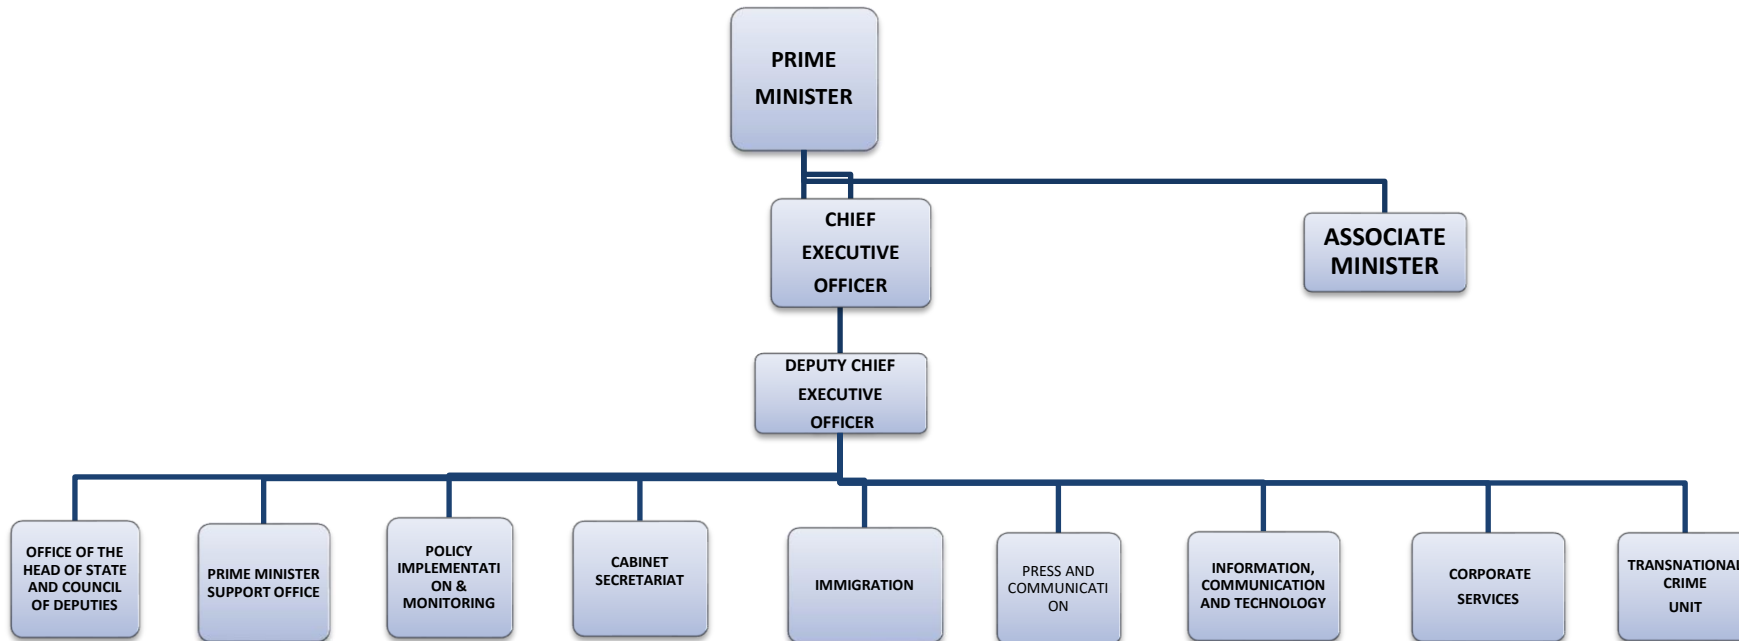 PRIME
MINISTER
CHIEF
EXECUTIVE
OFFICER
ASSOCIATE
MINISTER
DEPUTY CHIEF
EXECUTIVE
OFFICER
OFFICE OF THE
HEAD OF STATE
AND COUNCIL
OF DEPUTIES
PRIME MINISTER
SUPPORT OFFICE
POLICY
IMPLEMENTATI
ON &
MONITORING
CABINET
SECRETARIAT
IMMIGRATION
PRESS AND
COMMUNICATI
ON
INFORMATION,
COMMUNICATION
AND TECHNOLOGY
CORPORATE
SERVICES
TRANSNATIONAL
CRIME
UNIT